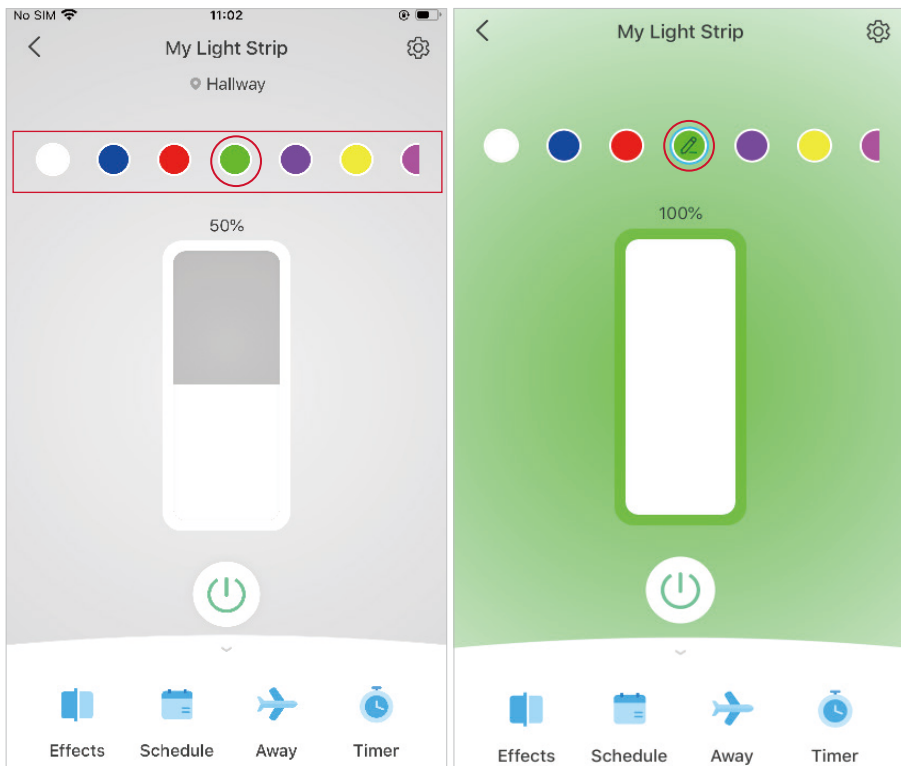 No SIM 11:02
My Light Strip
Hallway
50%
Effects Schedule Away Timer
My Light Strip
100%
Effects Schedule Away Timer